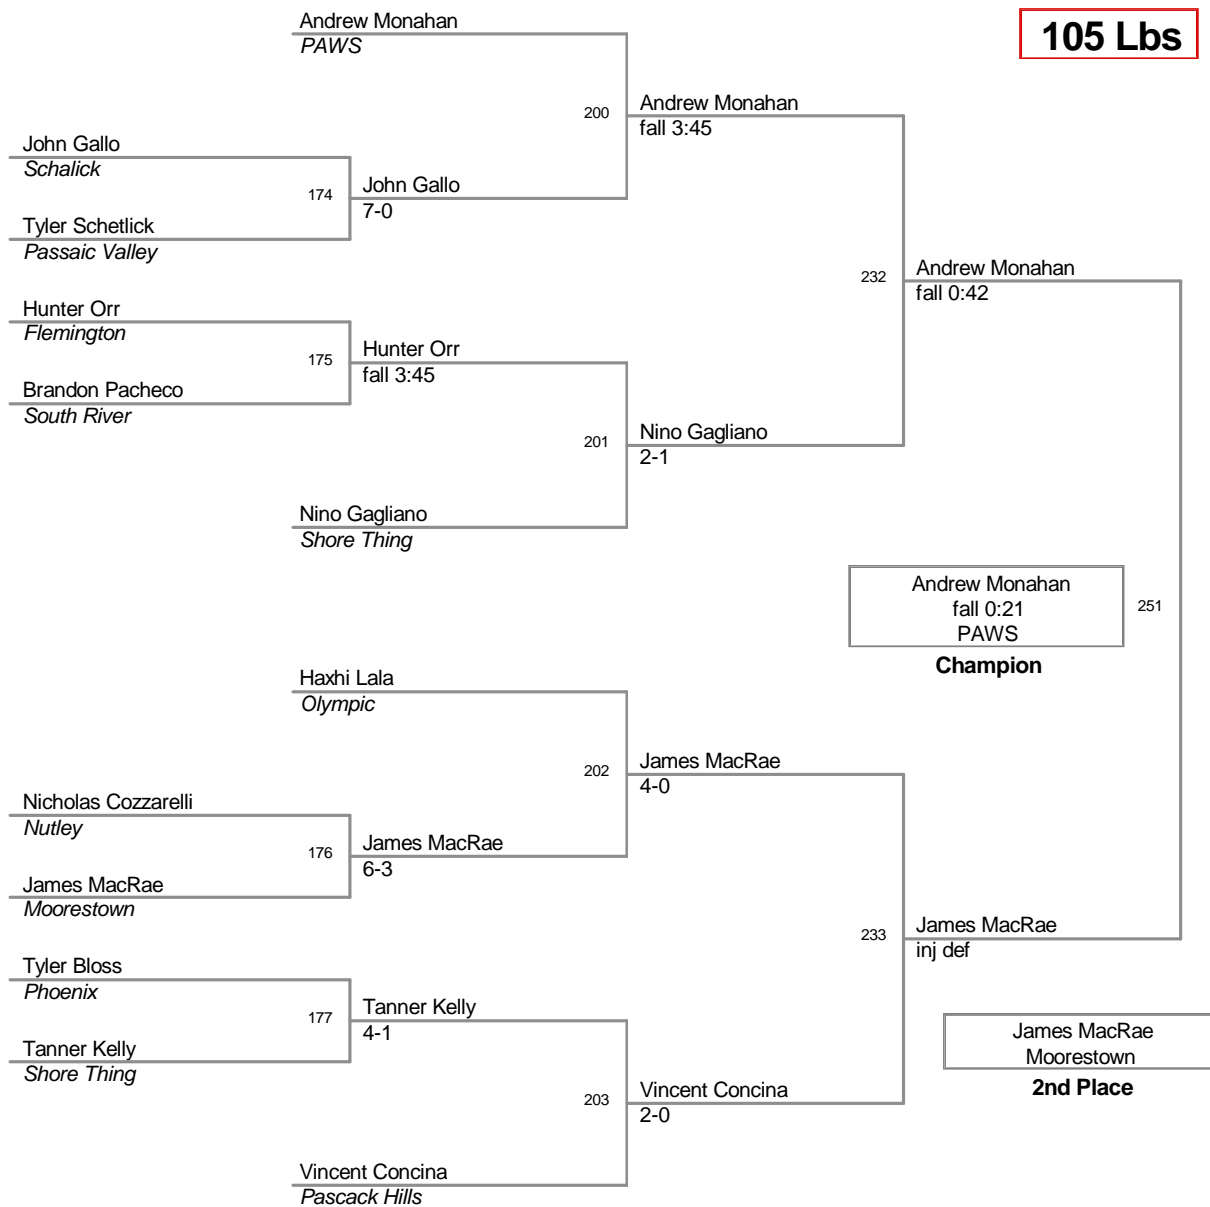 105 Lbs
Andrew Monahan
PAWS
200
Andrew Monahan
fall 3:45
John Gallo
Schalick
174
John Gallo
7-0
Tyler Schetlick
Passaic Valley
232
Andrew Monahan
fall 0:42
Hunter Orr
Flemington
175
Hunter Orr
fall 3:45
Brandon Pacheco
South River
201
Nino Gagliano
2-1
Nino Gagliano
Shore Thing
Andrew Monahan
fall 0:21
PAWS
251
Champion
Haxhi Lala
Olympic
202
James MacRae
4-0
Nicholas Cozzarelli
Nutley
176
James MacRae
6-3
James MacRae
Moorestown
233
James MacRae
inj def
Tyler Bloss
Phoenix
177
Tanner Kelly
4-1
Tanner Kelly
Shore Thing
James MacRae
Moorestown
2nd Place
203
Vincent Concina
2-0
Vincent Concina
Pascack Hills